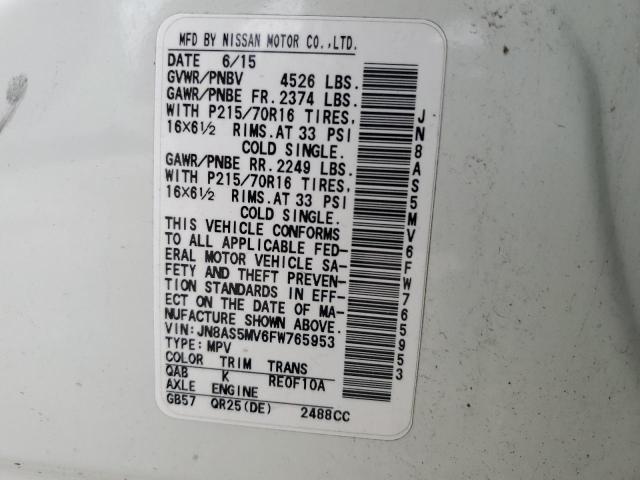 MFD BY NISSAN MOTOR CO.,LTD.
DATE 6/15
GVWR/PNBV 4526 LBS.
GAWR/PNBE FR. 2374 LBS.
WITH P215/70R16 TIRES,
16×6½ RIMS. AT 33 PSI
COLD SINGLE.
GAWR/PNBE RR. 2249 LBS.
WITH P215/70R16 TIRES,
16×6½ RIMS. AT 33 PSI
COLD SINGLE.
THIS VEHICLE CONFORMS
TO ALL APPLICABLE FED-
ERAL MOTOR VEHICLE SA-
FETY AND THEFT PREVEN-
TION STANDARDS IN EFF-
ECT ON THE DATE OF MA-
NUFACTURE SHOWN ABOVE.
VIN: JN8AS5MV6FW765953
TYPE: MPV
COLOR TRIM TRANS
QAB K RE0F10A
AXLE ENGINE
GB57 QR25(DE) 2488CC
JN8AS5MV6FW765953